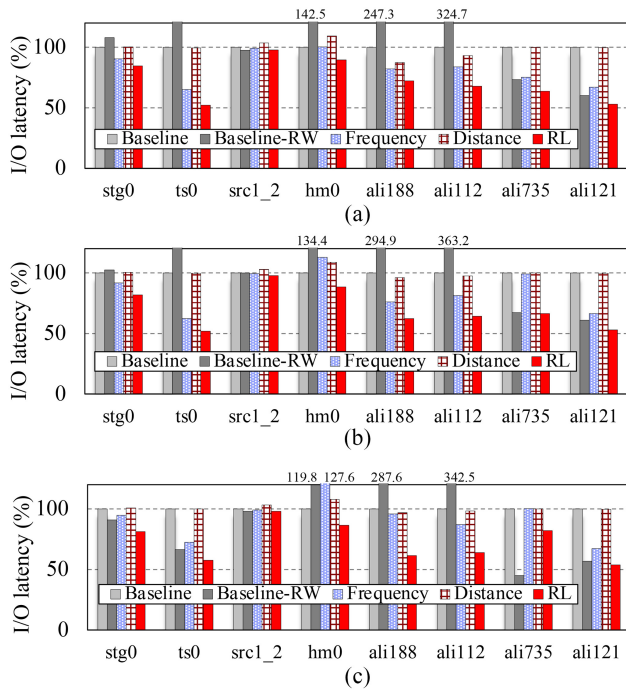 142.5 247.3 324.7
I/O latency (%)
100
50
0
Baseline Baseline-RW Frequency Distance RL
stg0 ts0 src1_2 hm0 ali188 ali112 ali735 ali121
(a)
134.4 294.9 363.2
I/O latency (%)
100
50
0
Baseline Baseline-RW Frequency Distance RL
stg0 ts0 src1_2 hm0 ali188 ali112 ali735 ali121
(b)
119.8 127.6 287.6 342.5
I/O latency (%)
100
50
0
Baseline Baseline-RW Frequency Distance RL
stg0 ts0 src1_2 hm0 ali188 ali112 ali735 ali121
(c)